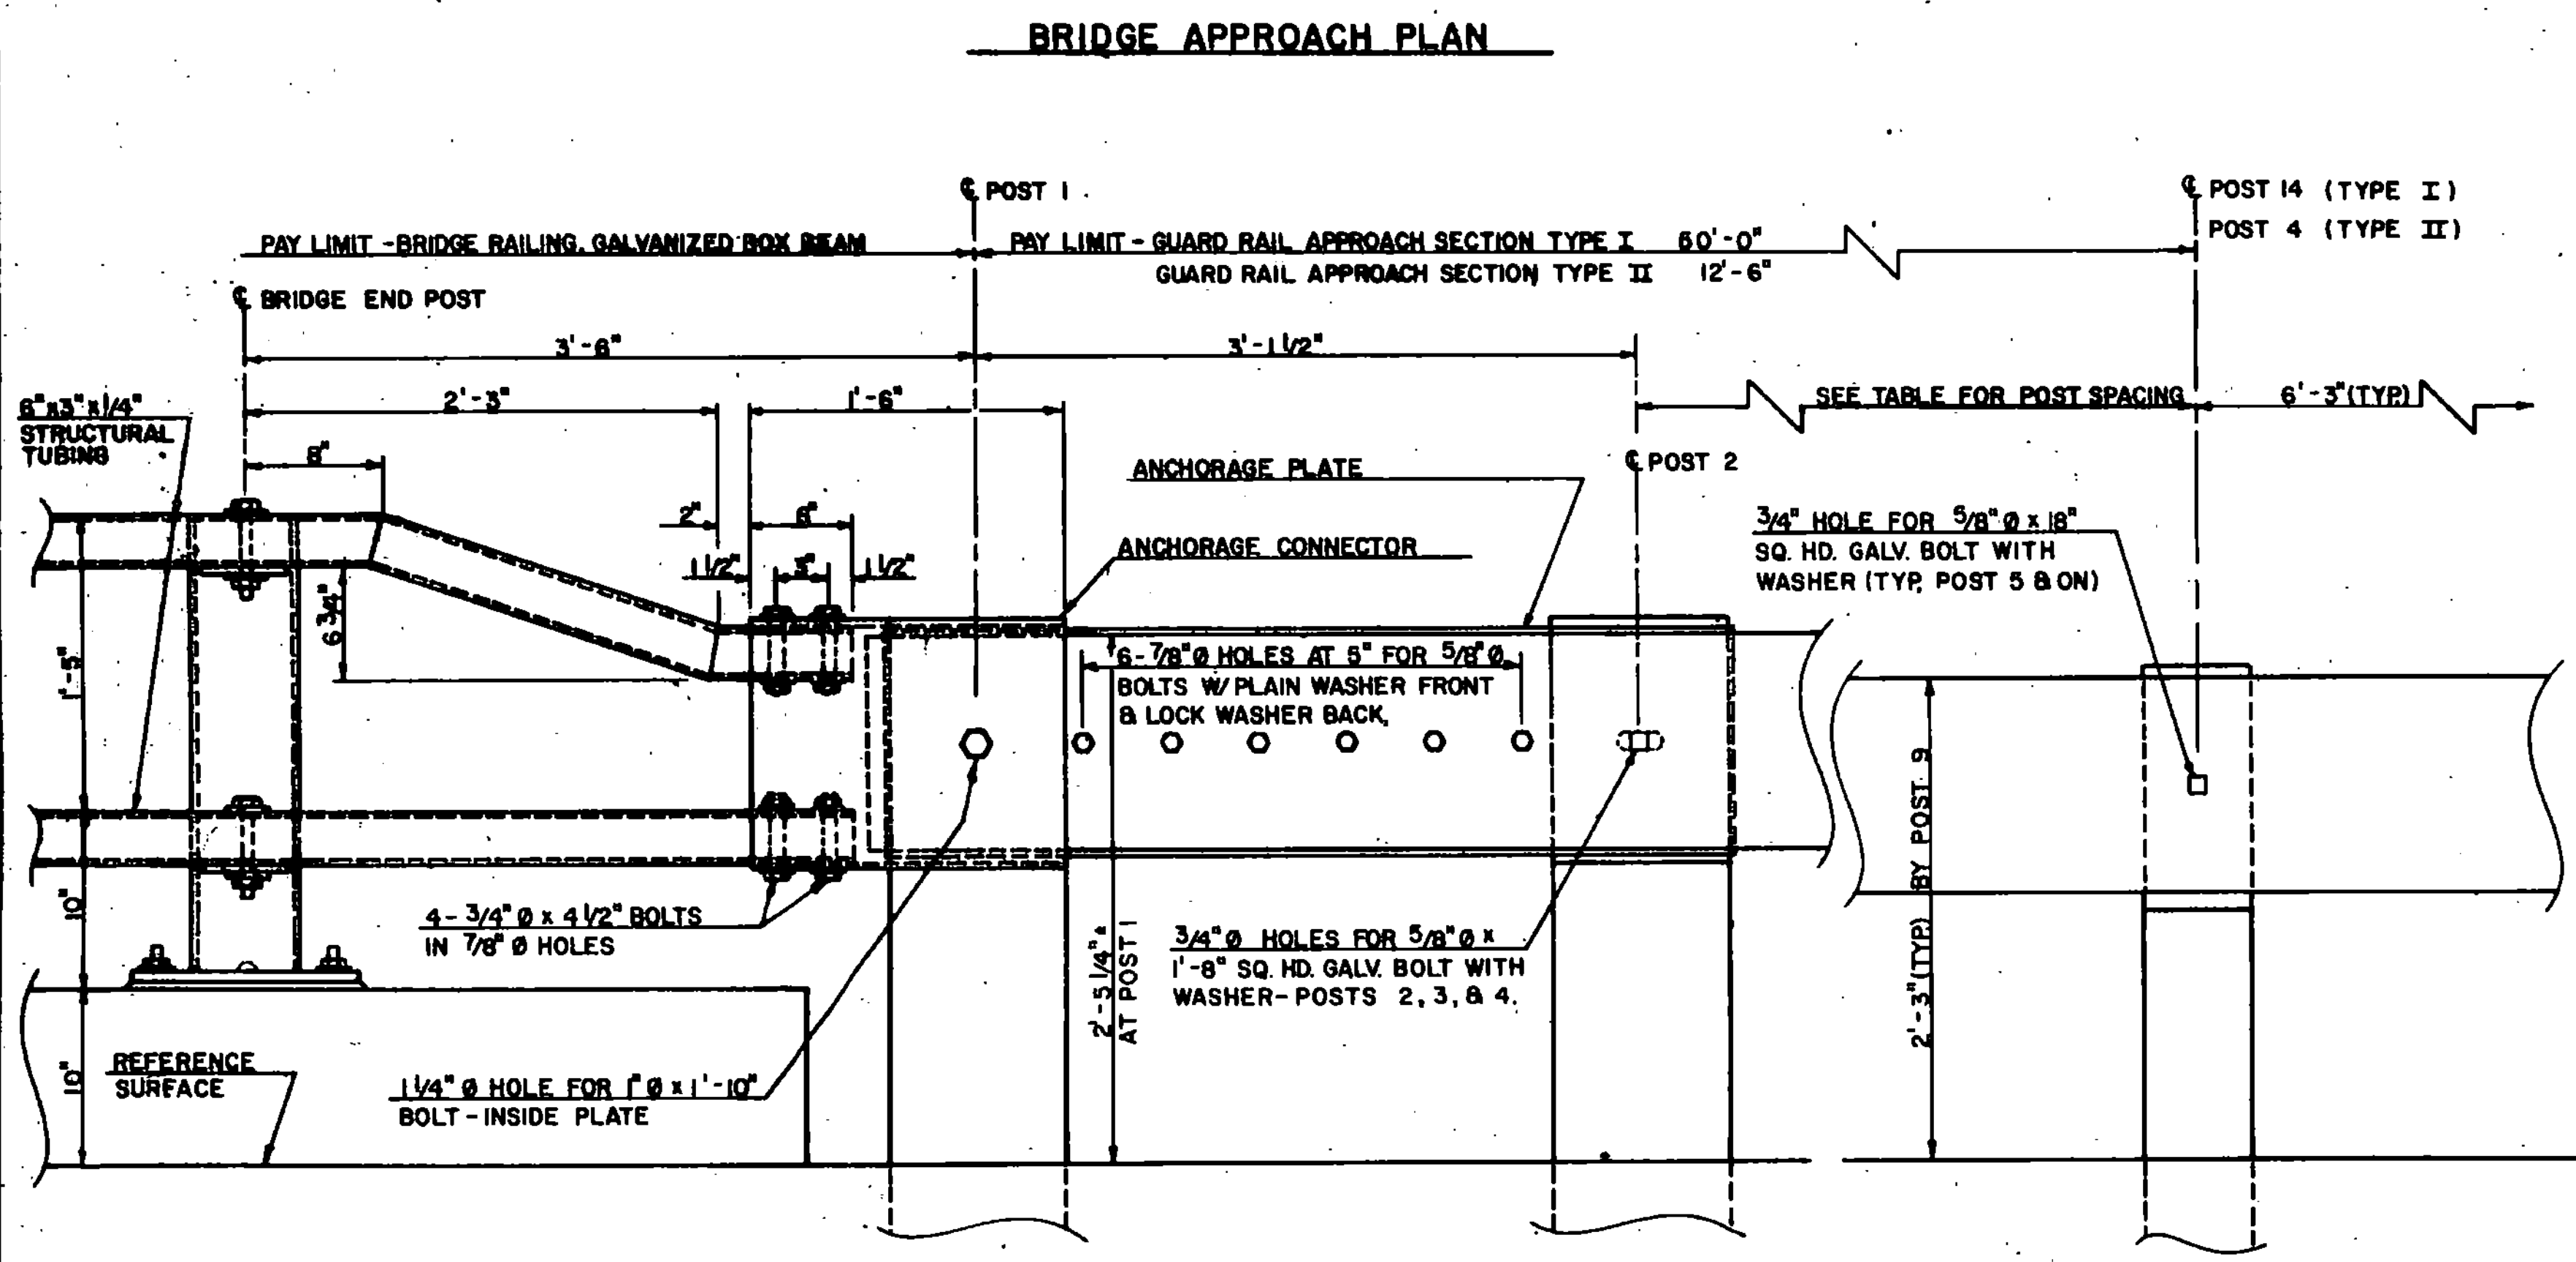 BRIDGE APPROACH PLAN
℄ POST 1
℄ POST 14 (TYPE I)
POST 4 (TYPE II)
PAY LIMIT - BRIDGE RAILING, GALVANIZED BOX BEAM
PAY LIMIT - GUARD RAIL APPROACH SECTION TYPE I 60'-0"
GUARD RAIL APPROACH SECTION TYPE II 12'-6"
℄ BRIDGE END POST
3'-6"
3'-1 1/2"
2'-3"
1'-6"
SEE TABLE FOR POST SPACING
6'-3" (TYP.)
6"x3"x1/4"
STRUCTURAL
TUBING
8"
℄ POST 2
ANCHORAGE PLATE
2"
6"
ANCHORAGE CONNECTOR
3/4" HOLE FOR 5/8" Ø x 18"
SQ. HD. GALV. BOLT WITH
WASHER (TYP, POST 5 & ON)
1 1/2"
3"
1 1/2"
6 3/4"
1'-5"
6-7/8" Ø HOLES AT 5" FOR 5/8" Ø
BOLTS W/ PLAIN WASHER FRONT
& LOCK WASHER BACK.
10"
4-3/4" Ø x 4 1/2" BOLTS
IN 7/8" Ø HOLES
2'-5 1/4" ±
AT POST 1
3/4" Ø HOLES FOR 5/8" Ø x
1'-8" SQ. HD. GALV. BOLT WITH
WASHER - POSTS 2, 3, & 4.
2'-3" (TYP.) BY POST 9
10"
REFERENCE
SURFACE
1 1/4" Ø HOLE FOR 1" Ø x 1'-10"
BOLT - INSIDE PLATE